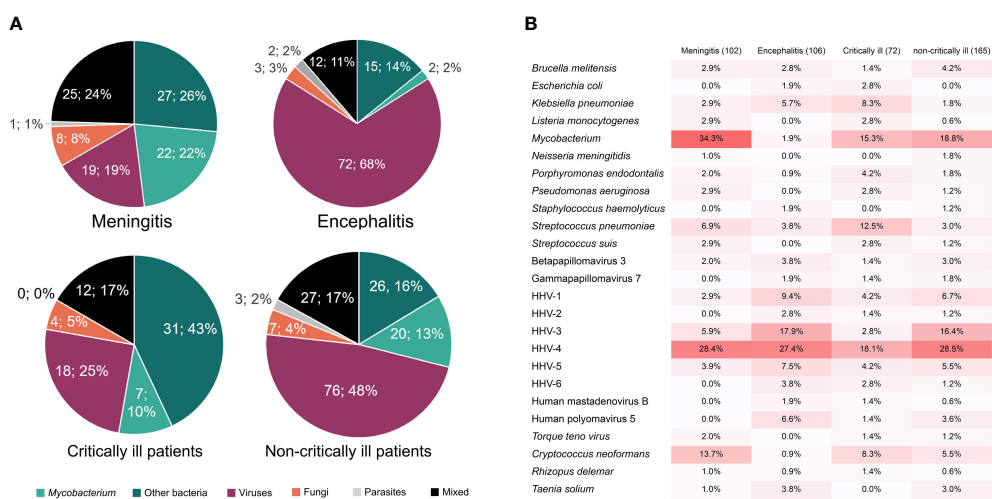 A
25; 24%
27; 26%
1; 1%
8; 8%
19; 19%
22; 22%
Meningitis
2; 2%
3; 3%
12; 11%
15; 14%
2; 2%
72; 68%
Encephalitis
0; 0%
12; 17%
4; 5%
31; 43%
18; 25%
7;
10%
Critically ill patients
3; 2%
27; 17%
26; 16%
7; 4%
20; 13%
76; 48%
Non-critically ill patients
Mycobacterium Other bacteria Viruses Fungi Parasites Mixed
B
Meningitis (102) Encephalitis (106) Critically ill (72) non-critically ill (165)
Brucella melitensis 2.9% 2.8% 1.4% 4.2%
Escherichia coli 0.0% 1.9% 2.8% 0.0%
Klebsiella pneumoniae 2.9% 5.7% 8.3% 1.8%
Listeria monocytogenes 2.9% 0.0% 2.8% 0.6%
Mycobacterium 34.3% 1.9% 15.3% 18.8%
Neisseria meningitidis 1.0% 0.0% 0.0% 1.8%
Porphyromonas endodontalis 2.0% 0.9% 4.2% 1.8%
Pseudomonas aeruginosa 2.9% 0.0% 2.8% 1.2%
Staphylococcus haemolyticus 0.0% 1.9% 0.0% 1.2%
Streptococcus pneumoniae 6.9% 3.8% 12.5% 3.0%
Streptococcus suis 2.9% 0.0% 2.8% 1.2%
Betapapillomavirus 3 2.0% 3.8% 1.4% 3.0%
Gammapapillomavirus 7 0.0% 1.9% 1.4% 1.8%
HHV-1 2.9% 9.4% 4.2% 6.7%
HHV-2 0.0% 2.8% 1.4% 1.2%
HHV-3 5.9% 17.9% 2.8% 16.4%
HHV-4 28.4% 27.4% 18.1% 28.5%
HHV-5 3.9% 7.5% 4.2% 5.5%
HHV-6 0.0% 3.8% 2.8% 1.2%
Human mastadenovirus B 0.0% 1.9% 1.4% 0.6%
Human polyomavirus 5 0.0% 6.6% 1.4% 3.6%
Torque teno virus 2.0% 0.0% 1.4% 1.2%
Cryptococcus neoformans 13.7% 0.9% 8.3% 5.5%
Rhizopus delemar 1.0% 0.9% 1.4% 0.6%
Taenia solium 1.0% 3.8% 0.0% 3.0%